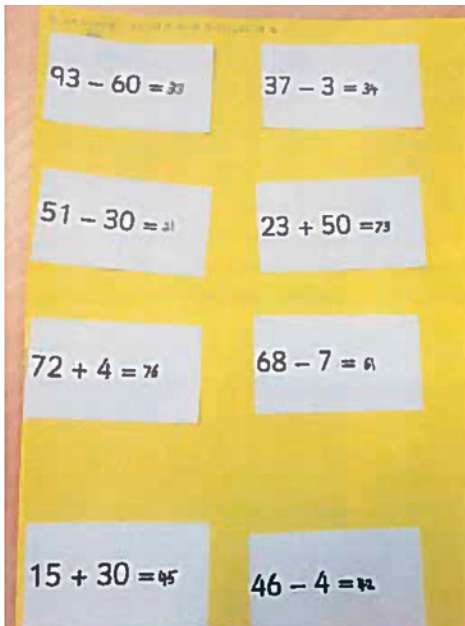 93 – 60 = 33
37 – 3 = 34
51 – 30 = 21
23 + 50 = 73
72 + 4 = 76
68 – 7 = 61
15 + 30 = 45
46 – 4 = 42